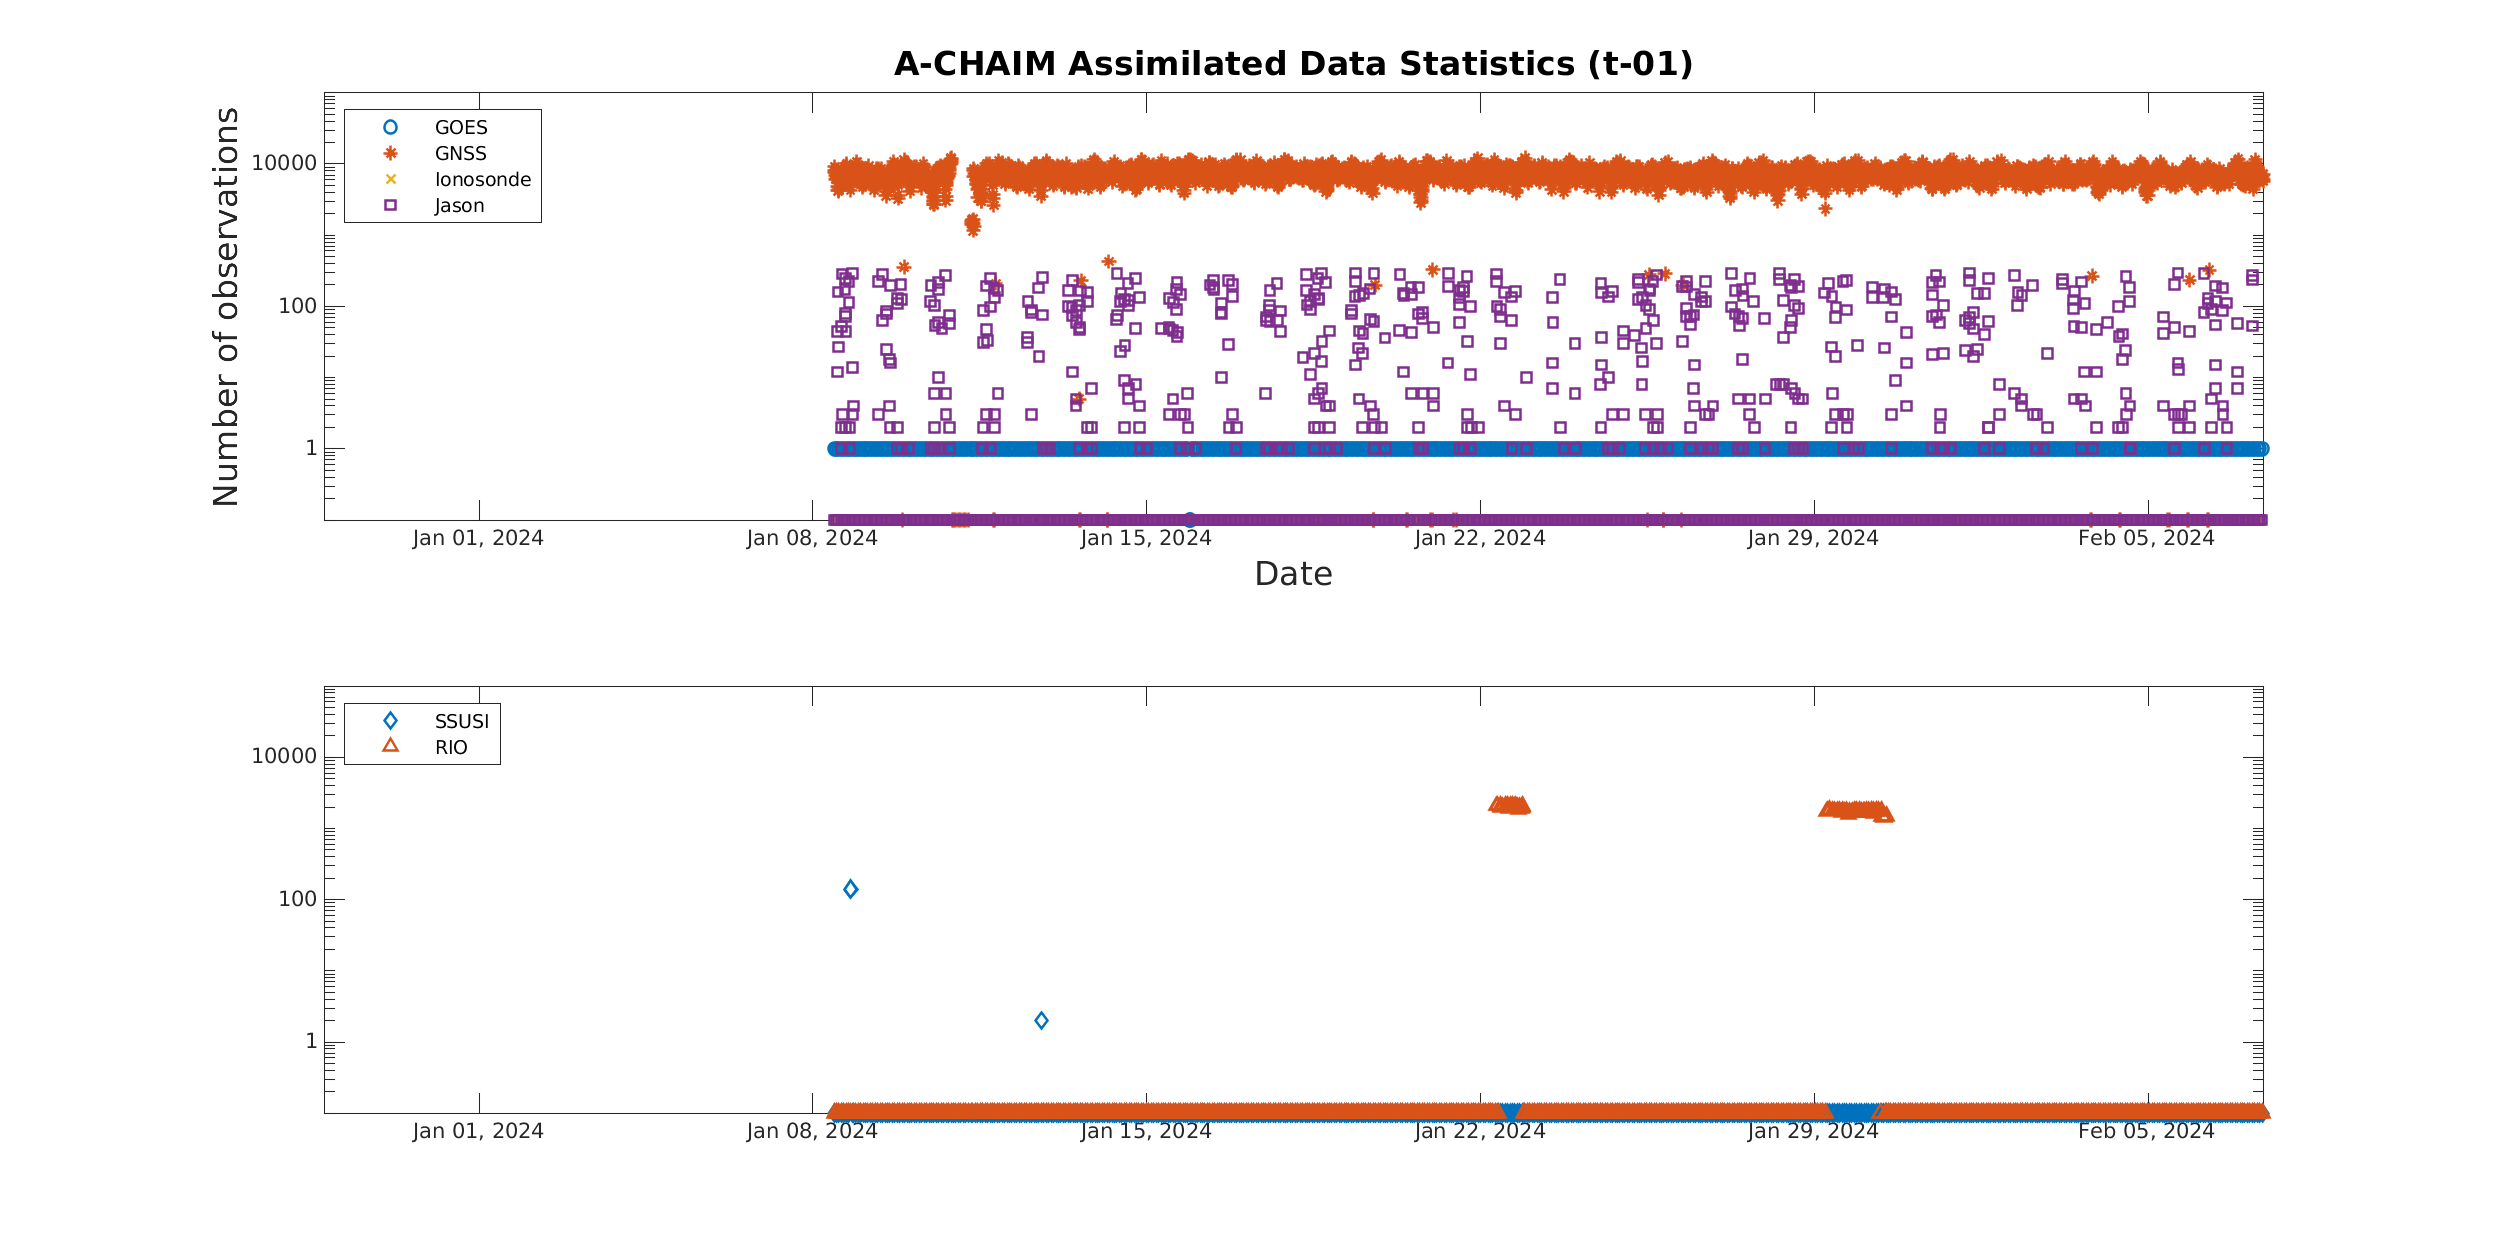 A-CHAIM Assimilated Data Statistics (t-01)
Number of observations
10000
100
1
GOES
GNSS
Ionosonde
Jason
Jan 01, 2024
Jan 08, 2024
Jan 15, 2024
Jan 22, 2024
Jan 29, 2024
Feb 05, 2024
Date
10000
100
1
SSUSI
RIO
Jan 01, 2024
Jan 08, 2024
Jan 15, 2024
Jan 22, 2024
Jan 29, 2024
Feb 05, 2024